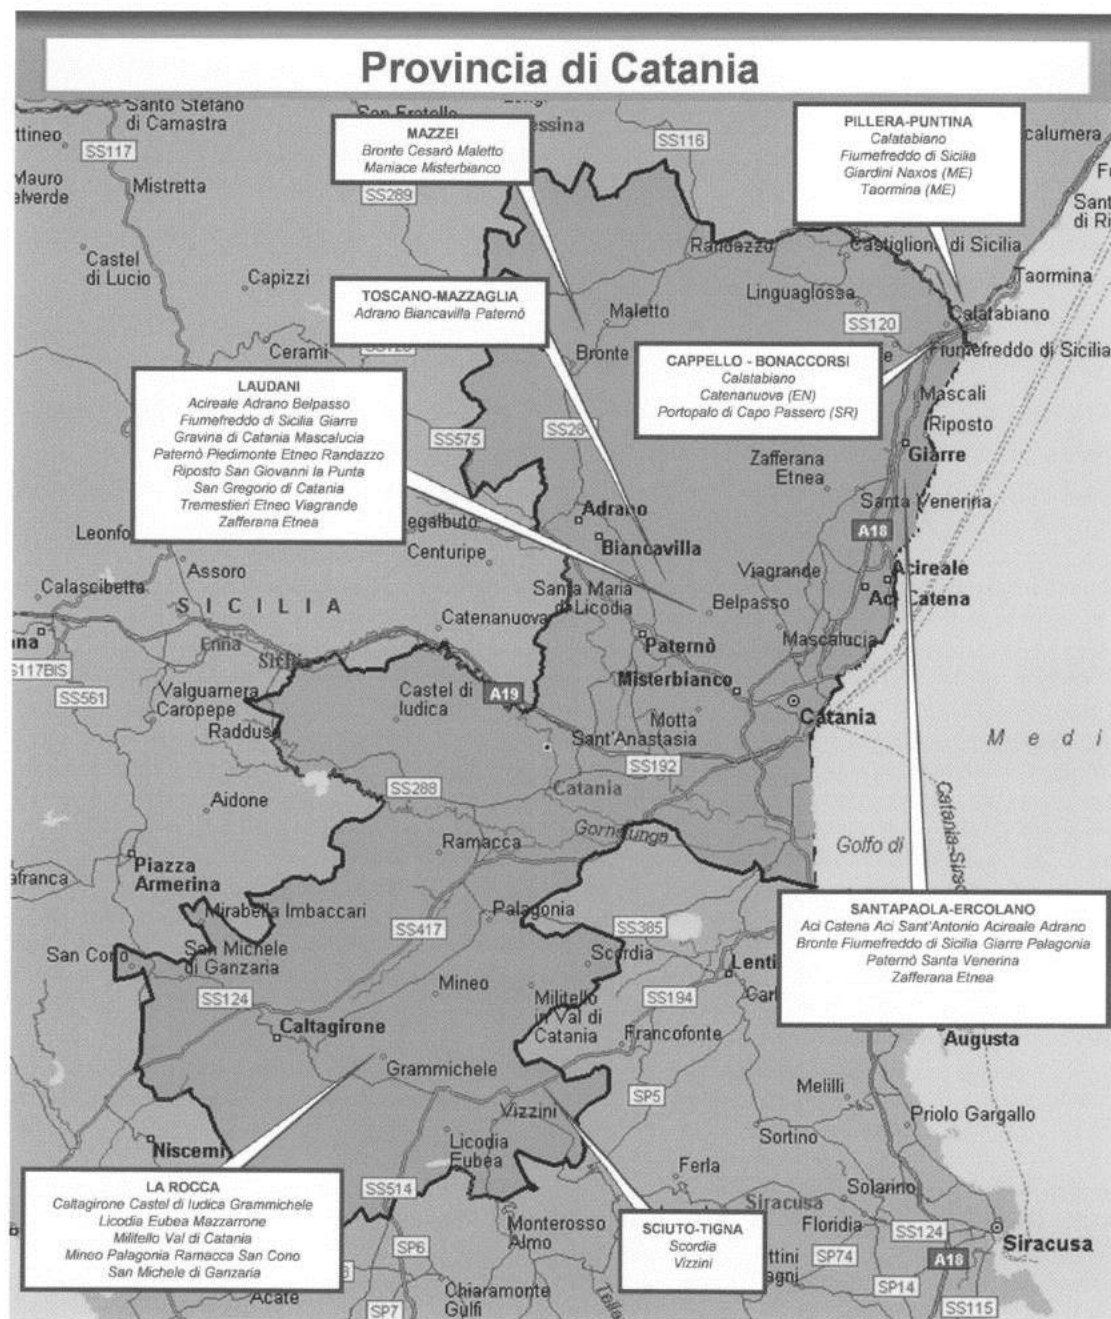 Provincia di Catania
Santo Stefano
di Camastra
San Fratello
SS117
Mistretta
Castel
di Lucio
Capizzi
Cerami
MAZZEI
Bronte Cesarò Maletto
Maniace Misterbianco
SS289
SS116
PILLERA-PUNTINA
Calatabiano
Fiumefreddo di Sicilia
Giardini Naxos (ME)
Taormina (ME)
Randazzo
Castiglione di Sicilia
Taormina
Linguaglossa
SS120
Calatabiano
Fiumefreddo di Sicilia
TOSCANO-MAZZAGLIA
Adrano Biancavilla Paternò
Maletto
Bronte
CAPPELLO - BONACCORSI
Calatabiano
Catenanuova (EN)
Portopalo di Capo Passero (SR)
Mascali
Riposto
Giarre
LAUDANI
Acireale Adrano Belpasso
Fiumefreddo di Sicilia Giarre
Gravina di Catania Mascalucia
Paternò Piedimonte Etneo Randazzo
Riposto San Giovanni la Punta
San Gregorio di Catania
Tremestieri Etneo Viagrande
Zafferana Etnea
SS575
Zafferana
Etnea
Santa Venerina
A18
Adrano
Biancavilla
Centuripe
Assoro
Calascibetta
SICILIA
Catenanuova
Santa Maria
di Licodia
Viagrande
Acireale
Aci Catena
Belpasso
Mascalucia
Paternò
Misterbianco
Catania
Enna
Sicilia
SS117BIS
SS561
Valguarnera
Caropepe
Raddusa
Castel di
Iudica
A19
Motta
Sant'Anastasia
SS192
Catania
SS288
Aidone
Gornalunga
Golfo di
Medi
Piazza
Armerina
Ramacca
Mirabella Imbaccari
Palagonia
SS417
SS385
San Cono
San Michele
di Ganzaria
Scordia
SANTAPAOLA-ERCOLANO
Aci Catena Aci Sant'Antonio Acireale Adrano
Bronte Fiumefreddo di Sicilia Giarre Palagonia
Paternò Santa Venerina
Zafferana Etnea
Mineo
SS124
SS194
Militello
in Val di
Catania
Caltagirone
Francofonte
Augusta
Grammichele
SP5
Melilli
Priolo Gargallo
Vizzini
Sortino
Niscemi
Licodia
Eubea
Ferla
LA ROCCA
Caltagirone Castel di Iudica Grammichele
Licodia Eubea Mazzarrone
Militello Val di Catania
Mineo Palagonia Ramacca San Cono
San Michele di Ganzaria
SS514
SCIUTO-TIGNA
Scordia
Vizzini
Siracusa
Solarino
Floridia
SS124
Siracusa
Monterosso
Almo
SP6
SP74
A18
SP14
SS115
Acate
Chiaramonte
Gulfi
SP7